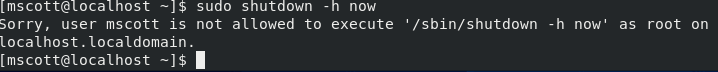 [mscott@localhost ~]$ sudo shutdown -h now
Sorry, user mscott is not allowed to execute '/sbin/shutdown -h now' as root on
localhost.localdomain.
[mscott@localhost ~]$